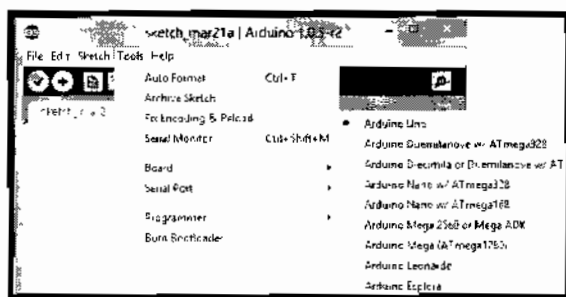 sketch_mar21a | Arduino 1.0.5-r2
File Edit Sketch Tools Help
Auto Format Ctrl+T
Archive Sketch
Fix Encoding & Reload
Serial Monitor Ctrl+Shift+M
Board
Serial Port
Programmer
Burn Bootloader
Arduino Uno
Arduino Duemilanove w/ ATmega328
Arduino Diecimila or Duemilanove w/ AT
Arduino Nano w/ ATmega328
Arduino Nano w/ ATmega168
Arduino Mega 2560 or Mega ADK
Arduino Mega (ATmega1280)
Arduino Leonardo
Arduino Esplora